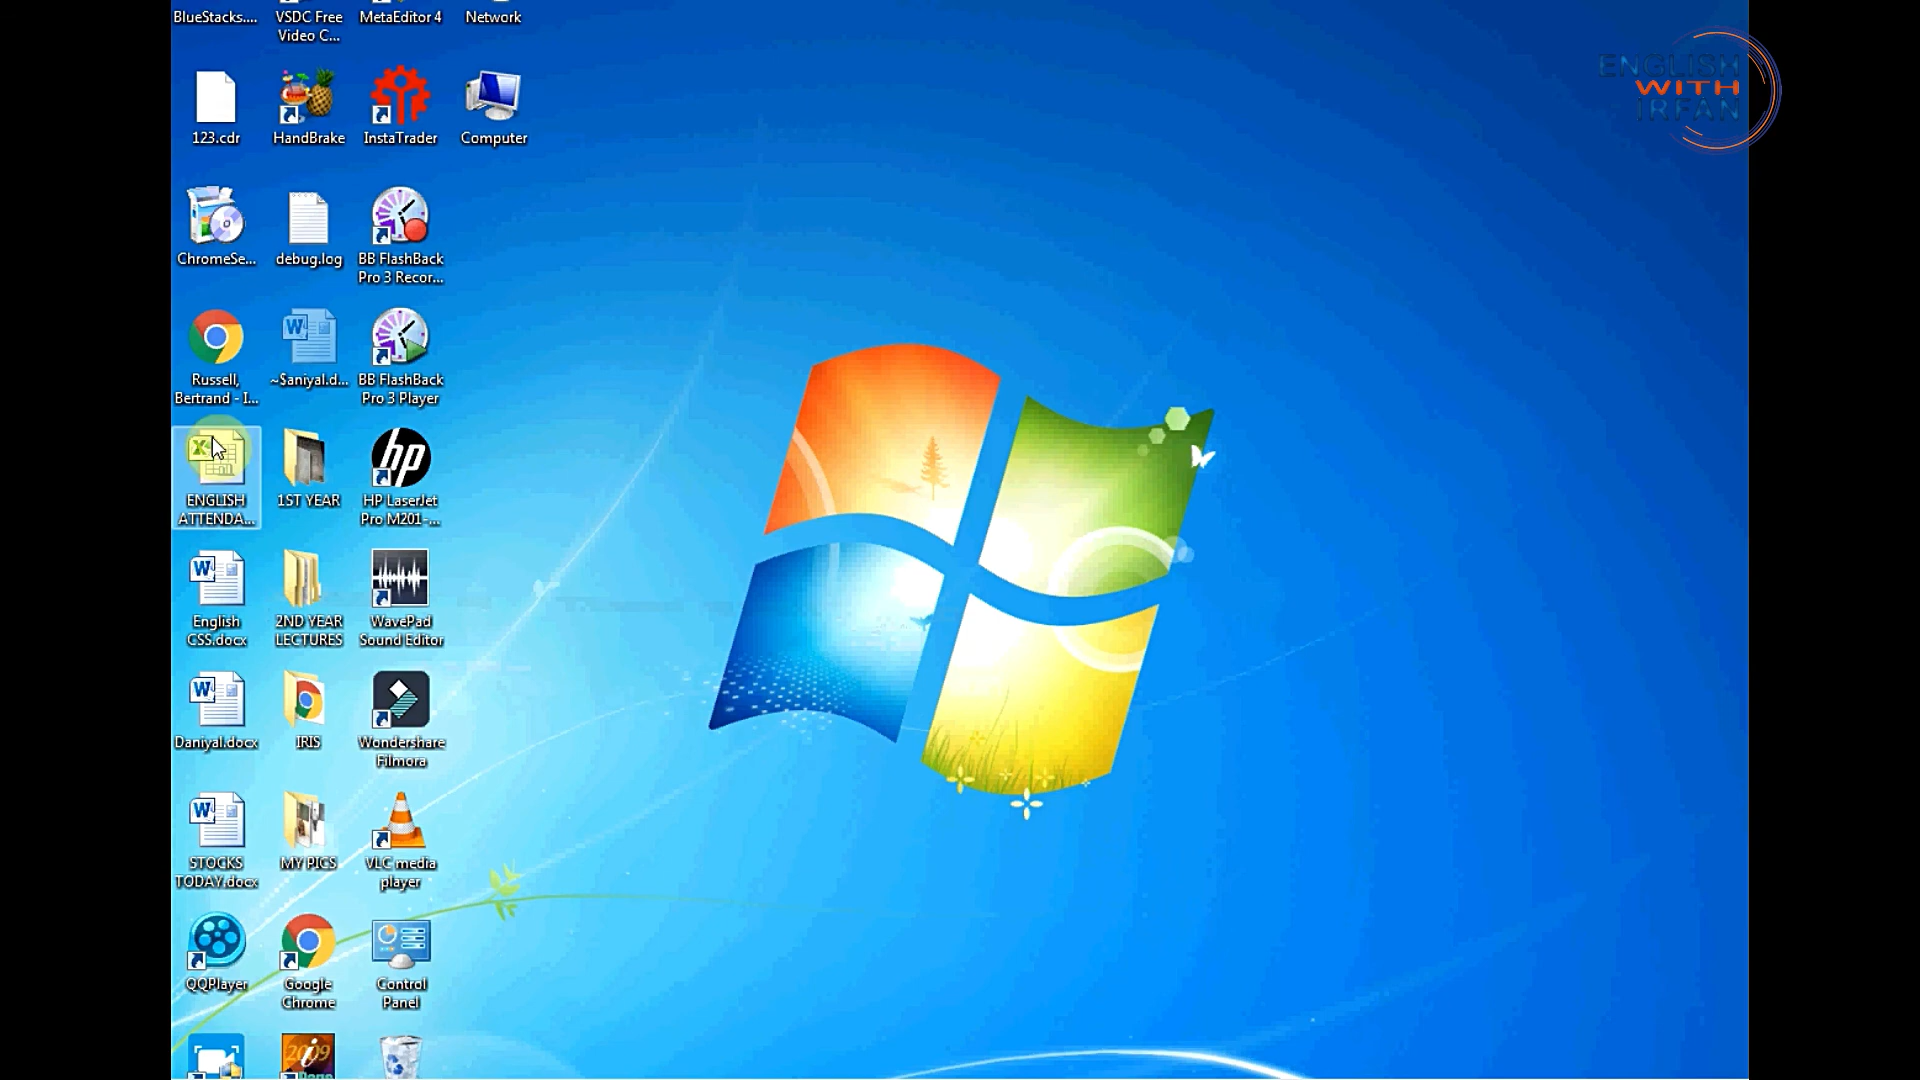 BlueStacks....
VSDC Free
Video C...
MetaEditor 4
Network
ENGLISH
WITH
IRFAN
123.cdr
HandBrake
InstaTrader
Computer
ChromeSe...
debug.log
BB FlashBack
Pro 3 Recor...
Russell,
Bertrand - I...
~$aniyal.d...
BB FlashBack
Pro 3 Player
ENGLISH
ATTENDA...
1ST YEAR
hp
HP LaserJet
Pro M201-...
English
CSS.docx
2ND YEAR
LECTURES
WavePad
Sound Editor
Daniyal.docx
IRIS
Wondershare
Filmora
STOCKS
TODAY.docx
MY PICS
VLC media
player
QQPlayer
Google
Chrome
Control
Panel
2009